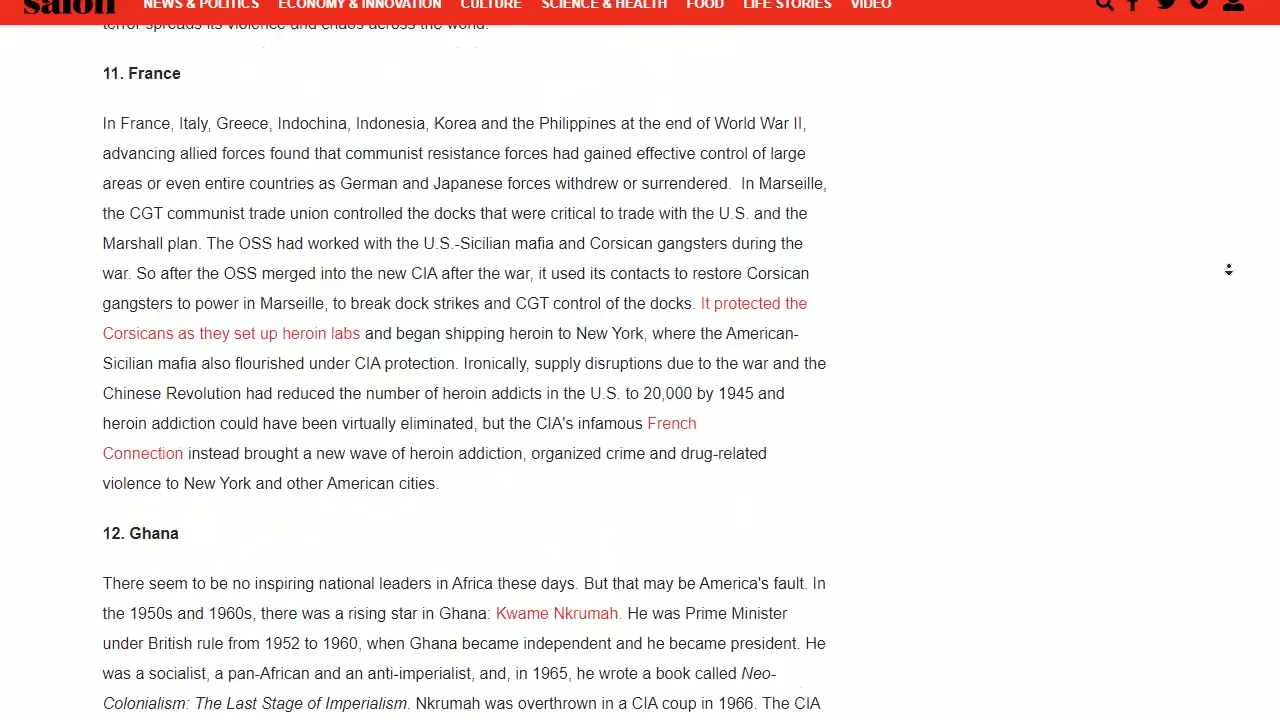 salon NEWS & POLITICS ECONOMY & INNOVATION CULTURE SCIENCE & HEALTH FOOD LIFE STORIES VIDEO
terror spreads its violence and chaos across the world.
11. France
In France, Italy, Greece, Indochina, Indonesia, Korea and the Philippines at the end of World War II,
advancing allied forces found that communist resistance forces had gained effective control of large
areas or even entire countries as German and Japanese forces withdrew or surrendered.  In Marseille,
the CGT communist trade union controlled the docks that were critical to trade with the U.S. and the
Marshall plan. The OSS had worked with the U.S.-Sicilian mafia and Corsican gangsters during the
war. So after the OSS merged into the new CIA after the war, it used its contacts to restore Corsican
gangsters to power in Marseille, to break dock strikes and CGT control of the docks. It protected the
Corsicans as they set up heroin labs and began shipping heroin to New York, where the American-
Sicilian mafia also flourished under CIA protection. Ironically, supply disruptions due to the war and the
Chinese Revolution had reduced the number of heroin addicts in the U.S. to 20,000 by 1945 and
heroin addiction could have been virtually eliminated, but the CIA's infamous French
Connection instead brought a new wave of heroin addiction, organized crime and drug-related
violence to New York and other American cities.
12. Ghana
There seem to be no inspiring national leaders in Africa these days. But that may be America's fault. In
the 1950s and 1960s, there was a rising star in Ghana: Kwame Nkrumah. He was Prime Minister
under British rule from 1952 to 1960, when Ghana became independent and he became president. He
was a socialist, a pan-African and an anti-imperialist, and, in 1965, he wrote a book called Neo-
Colonialism: The Last Stage of Imperialism. Nkrumah was overthrown in a CIA coup in 1966. The CIA